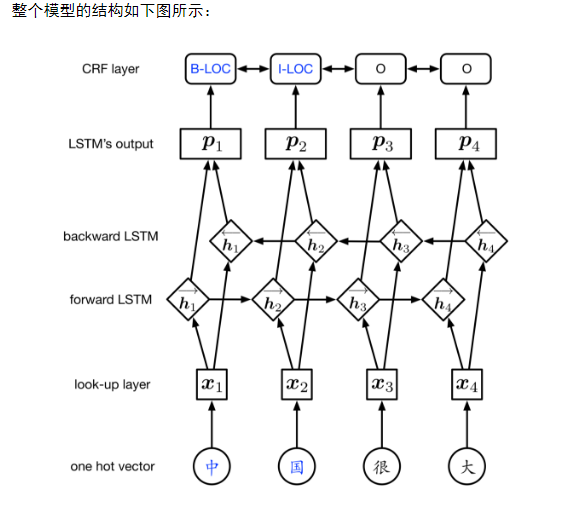 整个模型的结构如下图所示：
CRF layer B-LOC I-LOC O O
LSTM's output p₁ p₂ p₃ p₄
backward LSTM h₁ h₂ h₃ h₄
forward LSTM h₁ h₂ h₃ h₄
look-up layer x₁ x₂ x₃ x₄
one hot vector 中 国 很 大